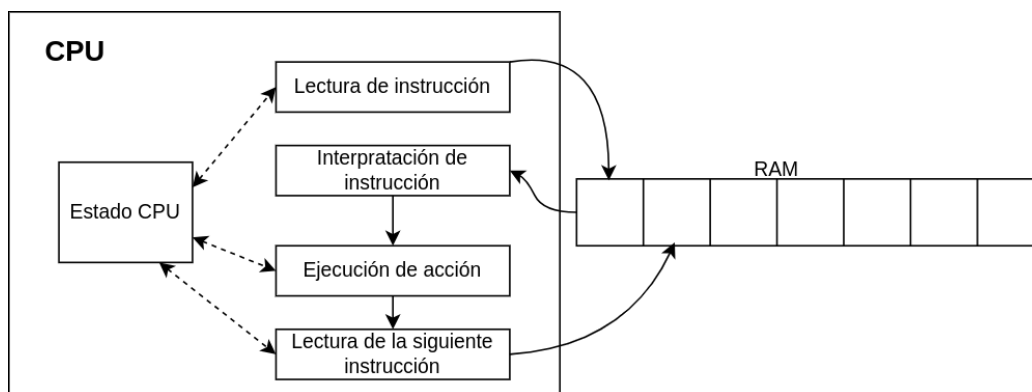 CPU
Lectura de instrucción
Interpratación de
instrucción
RAM
Estado CPU
Ejecución de acción
Lectura de la siguiente
instrucción